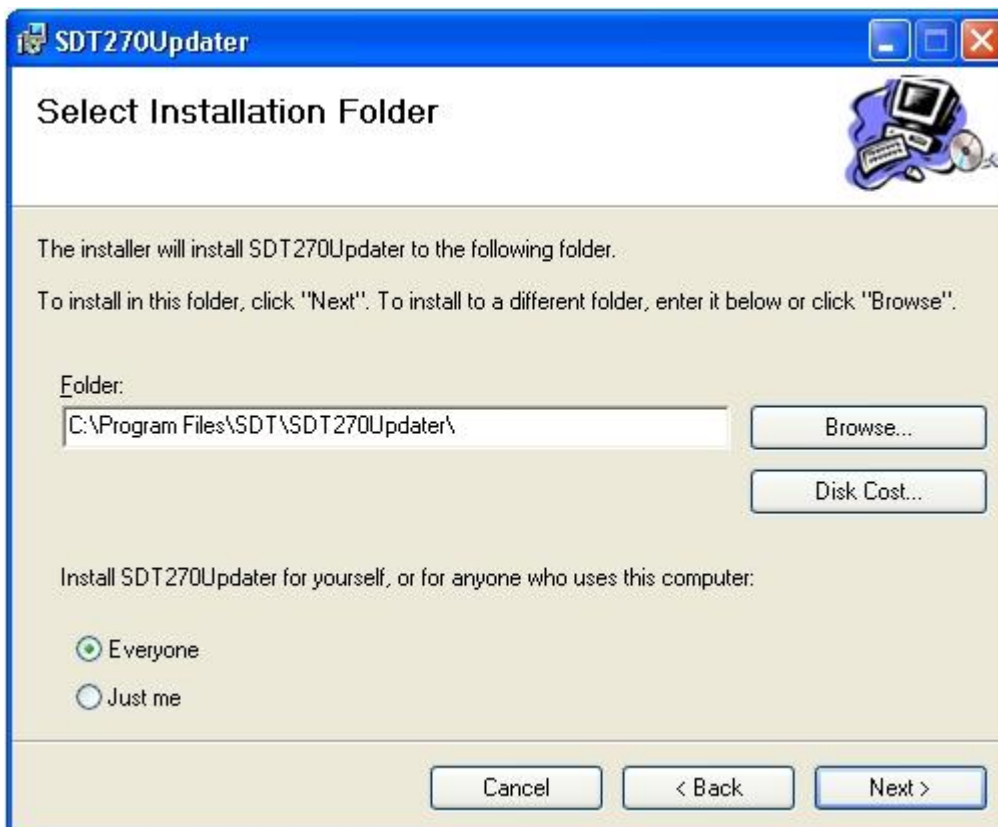 SDT270Updater
Select Installation Folder
The installer will install SDT270Updater to the following folder.
To install in this folder, click "Next". To install to a different folder, enter it below or click "Browse".
Folder:
C:\Program Files\SDT\SDT270Updater\
Browse...
Disk Cost...
Install SDT270Updater for yourself, or for anyone who uses this computer:
Everyone
Just me
Cancel
< Back
Next >